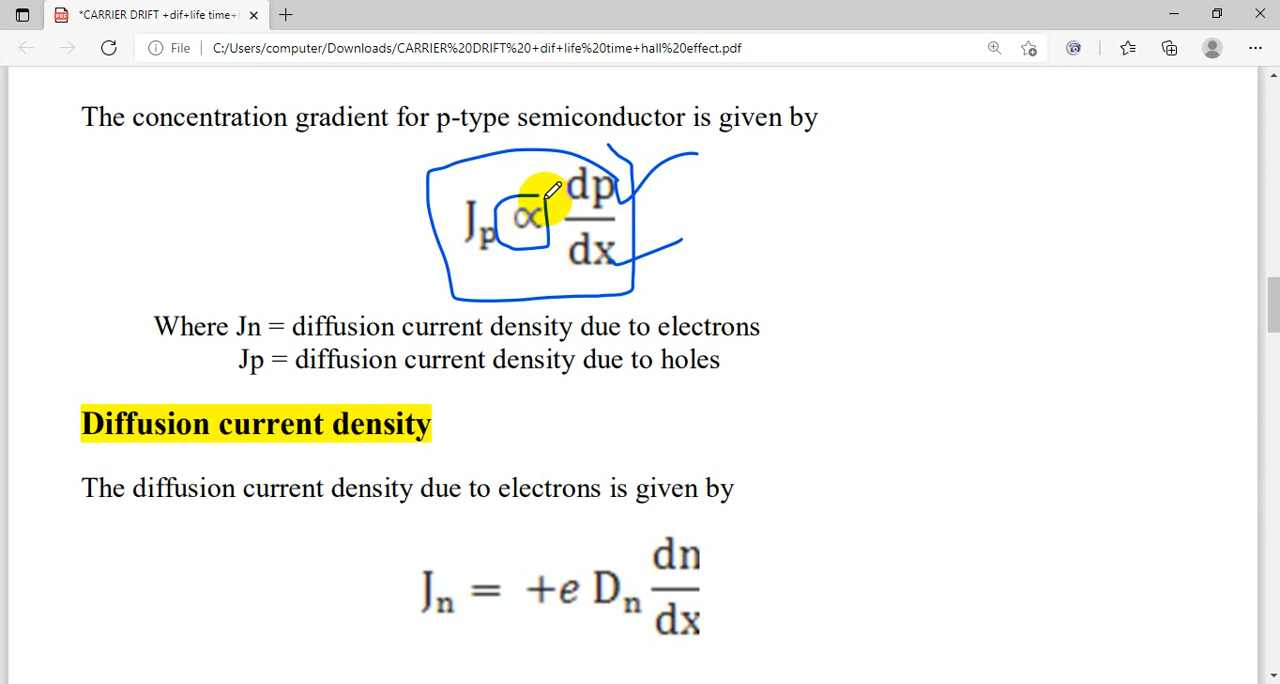 *CARRIER DRIFT +dif+life time+
File C:/Users/computer/Downloads/CARRIER%20DRIFT%20+dif+life%20time+hall%20effect.pdf
The concentration gradient for p-type semiconductor is given by
Jp ∝ dp/dx
Where Jn = diffusion current density due to electrons
Jp = diffusion current density due to holes
Diffusion current density
The diffusion current density due to electrons is given by
Jn = +e Dn dn/dx